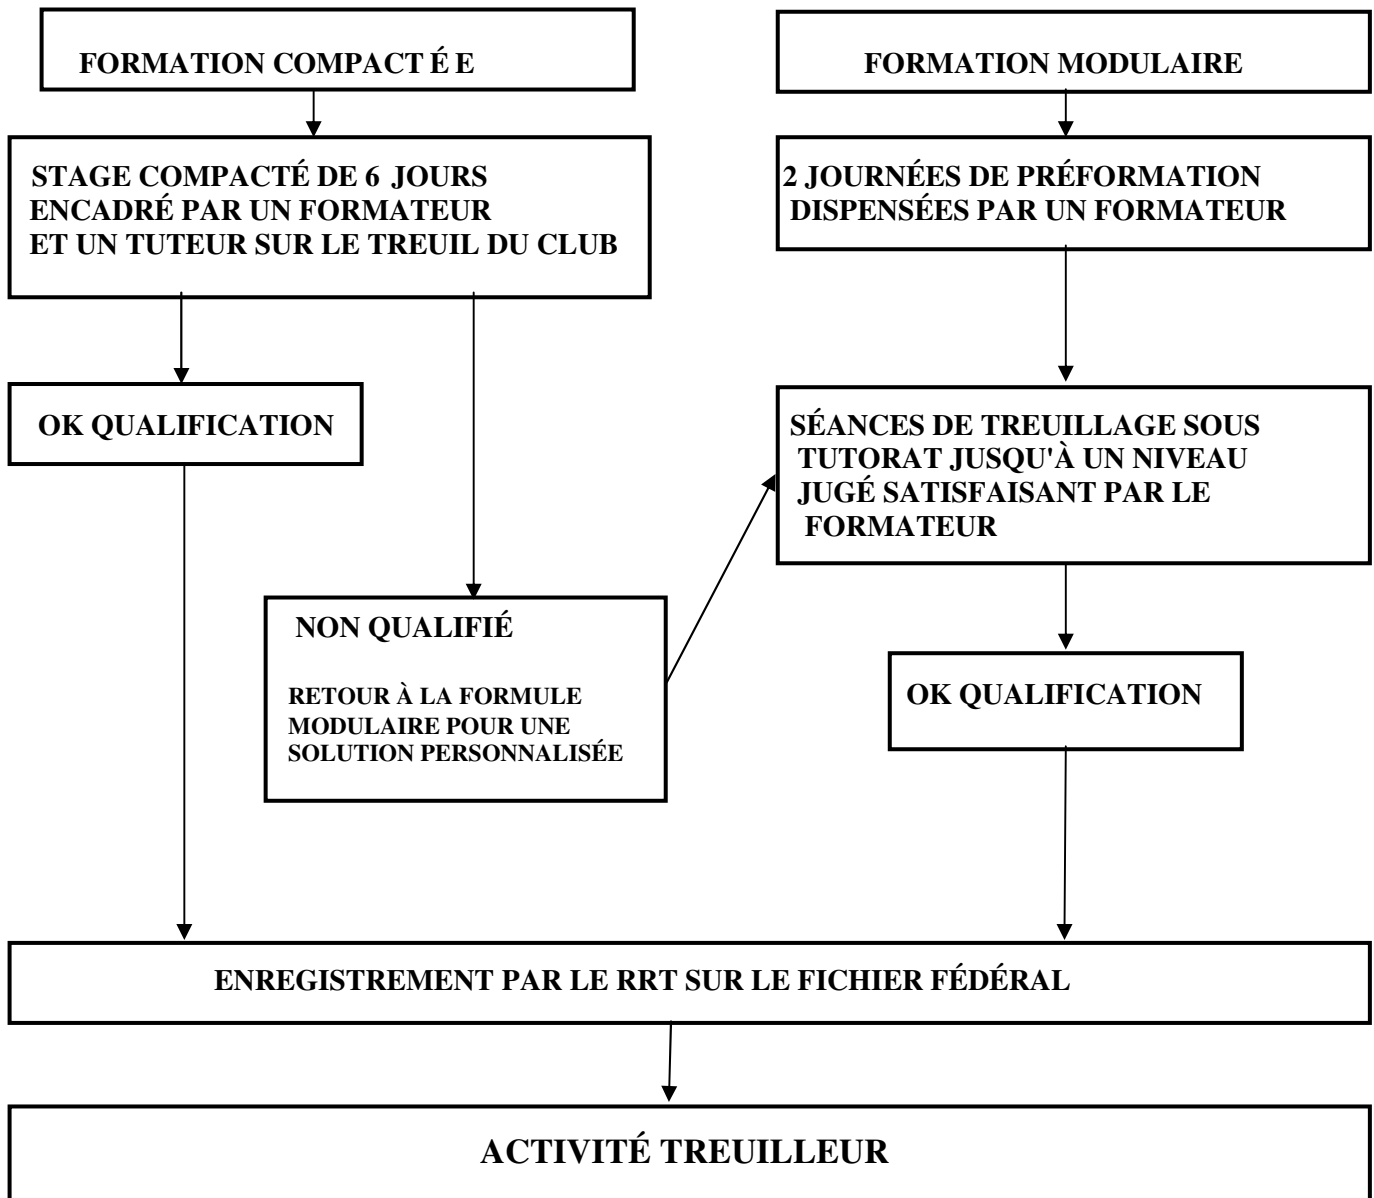 FORMATION COMPACT É E
FORMATION MODULAIRE
STAGE COMPACTÉ DE 6 JOURS
ENCADRÉ PAR UN FORMATEUR
ET UN TUTEUR SUR LE TREUIL DU CLUB
2 JOURNÉES DE PRÉFORMATION
DISPENSÉES PAR UN FORMATEUR
OK QUALIFICATION
SÉANCES DE TREUILLAGE SOUS
TUTORAT JUSQU'À UN NIVEAU
JUGÉ SATISFAISANT PAR LE
FORMATEUR
NON QUALIFIÉ
RETOUR À LA FORMULE
MODULAIRE POUR UNE
SOLUTION PERSONNALISÉE
OK QUALIFICATION
ENREGISTREMENT PAR LE RRT SUR LE FICHIER FÉDÉRAL
ACTIVITÉ TREUILLEUR